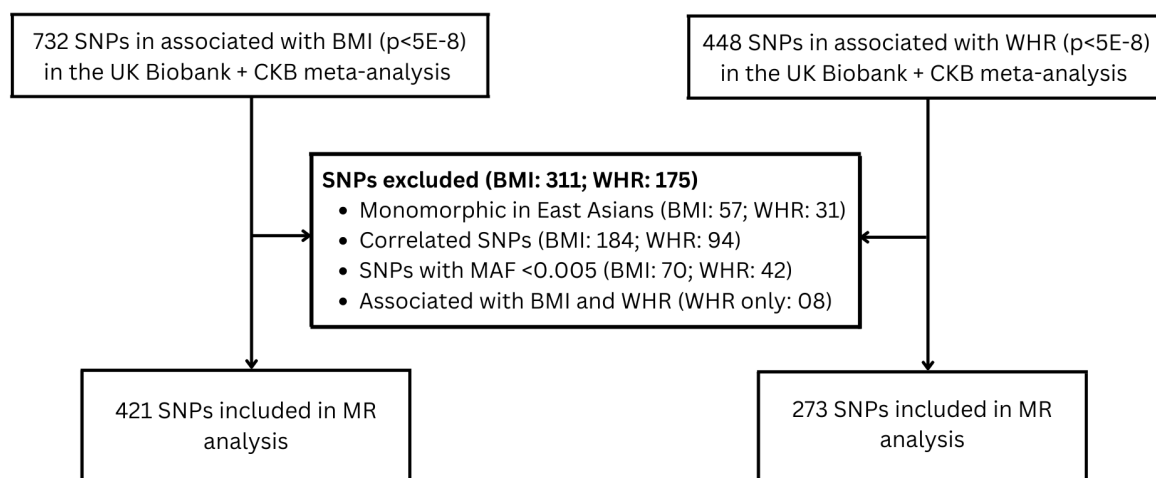 732 SNPs in associated with BMI (p<5E-8)
in the UK Biobank + CKB meta-analysis
448 SNPs in associated with WHR (p<5E-8)
in the UK Biobank + CKB meta-analysis
SNPs excluded (BMI: 311; WHR: 175)
• Monomorphic in East Asians (BMI: 57; WHR: 31)
• Correlated SNPs (BMI: 184; WHR: 94)
• SNPs with MAF <0.005 (BMI: 70; WHR: 42)
• Associated with BMI and WHR (WHR only: 08)
421 SNPs included in MR
analysis
273 SNPs included in MR
analysis